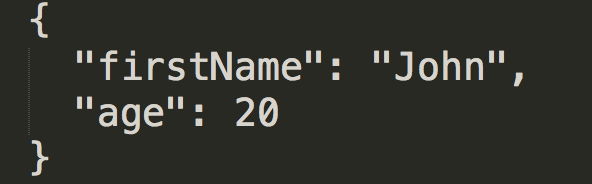 {
"firstName": "John",
"age": 20
}